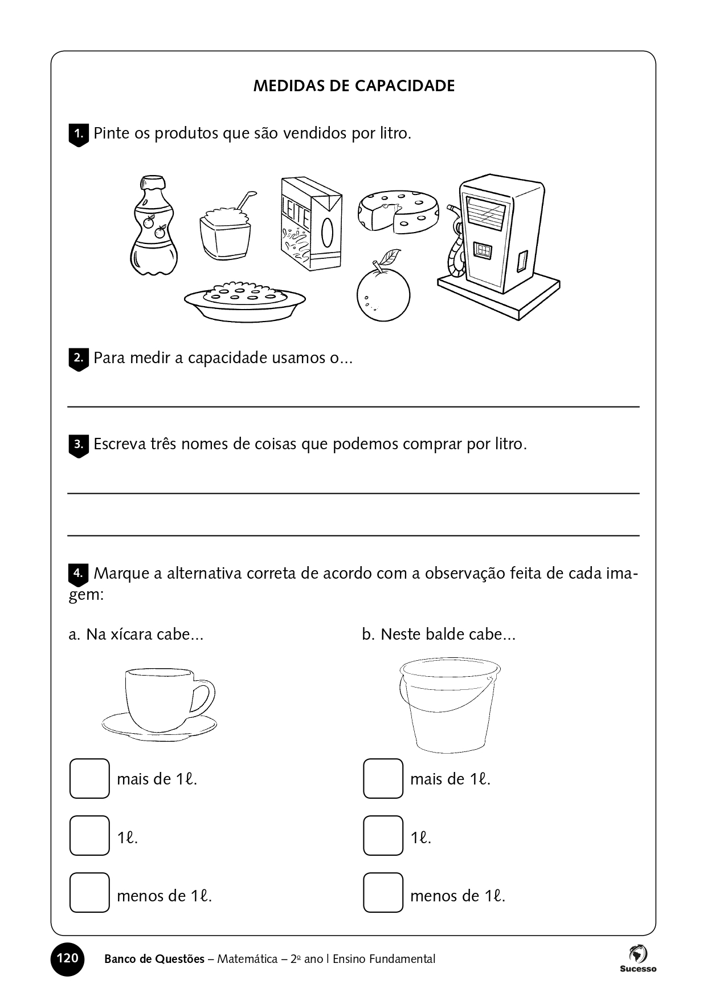 MEDIDAS DE CAPACIDADE
1. Pinte os produtos que são vendidos por litro.
LEITE
2. Para medir a capacidade usamos o...
3. Escreva três nomes de coisas que podemos comprar por litro.
4. Marque a alternativa correta de acordo com a observação feita de cada ima-
gem:
a. Na xícara cabe...
b. Neste balde cabe...
mais de 1ℓ.
mais de 1ℓ.
1ℓ.
1ℓ.
menos de 1ℓ.
menos de 1ℓ.
120 Banco de Questões – Matemática – 2º ano | Ensino Fundamental
Sucesso